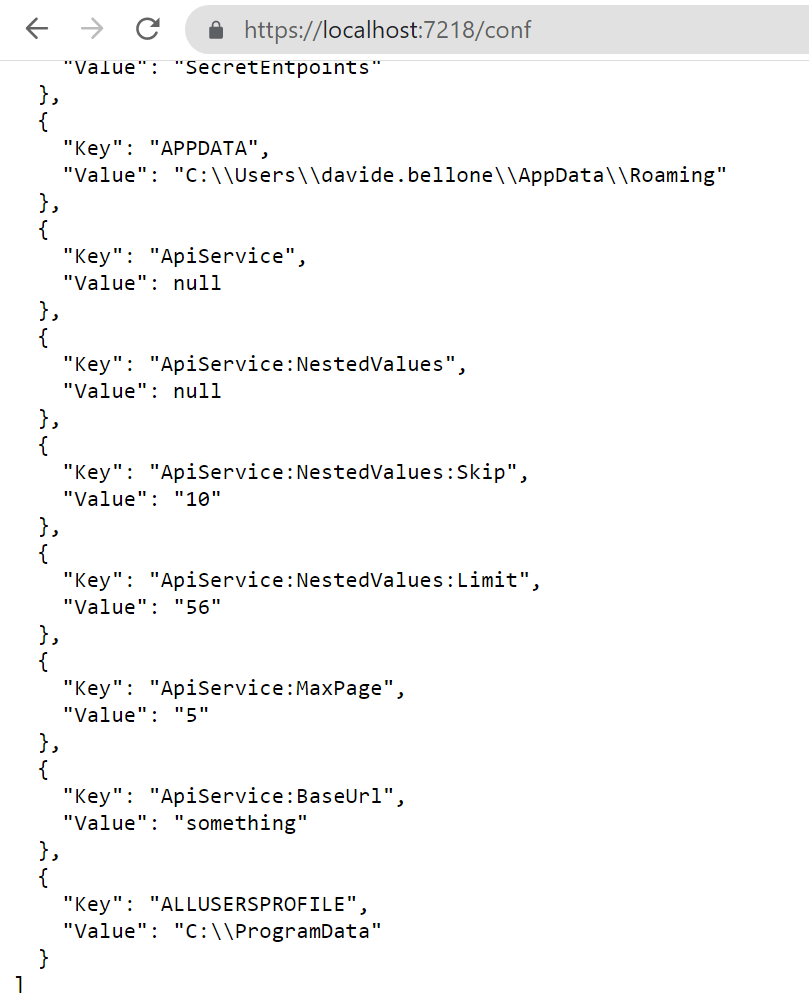 https://localhost:7218/conf
"Value": "SecretEntpoints"
},
{
"Key": "APPDATA",
"Value": "C:\\Users\\davide.bellone\\AppData\\Roaming"
},
{
"Key": "ApiService",
"Value": null
},
{
"Key": "ApiService:NestedValues",
"Value": null
},
{
"Key": "ApiService:NestedValues:Skip",
"Value": "10"
},
{
"Key": "ApiService:NestedValues:Limit",
"Value": "56"
},
{
"Key": "ApiService:MaxPage",
"Value": "5"
},
{
"Key": "ApiService:BaseUrl",
"Value": "something"
},
{
"Key": "ALLUSERSPROFILE",
"Value": "C:\\ProgramData"
}
]